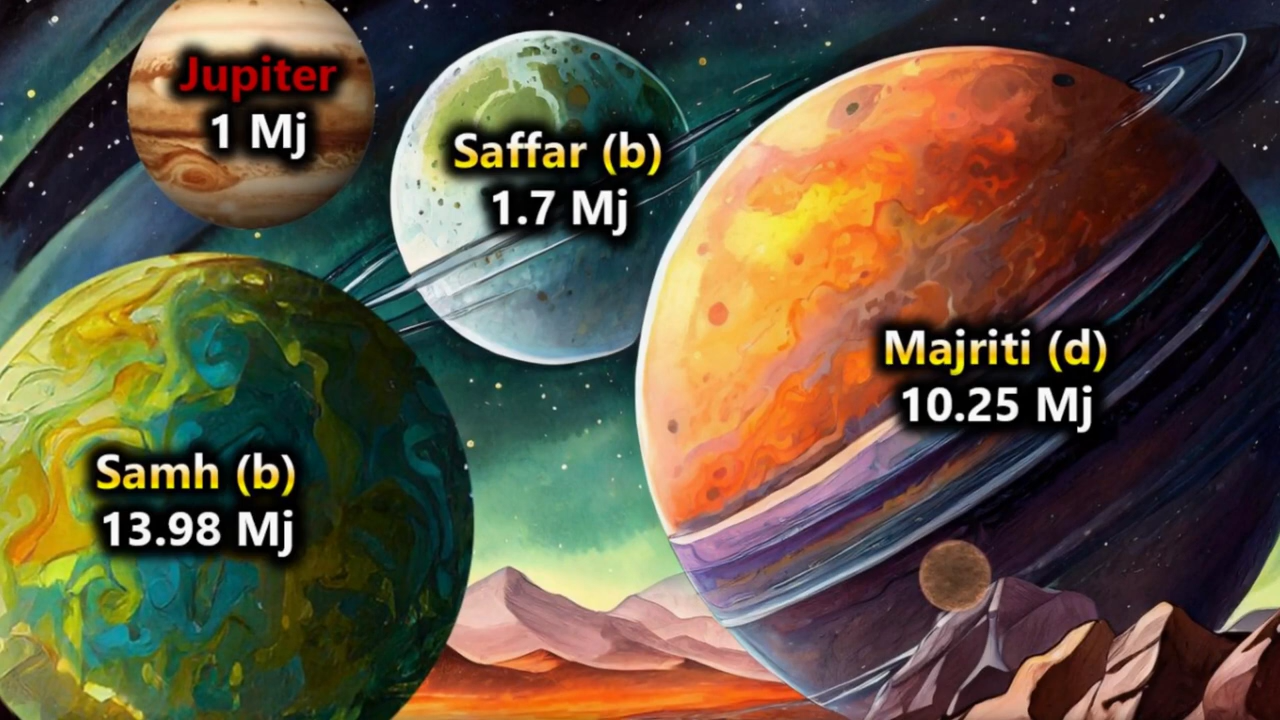 Jupiter
1 Mj
Saffar (b)
1.7 Mj
Majriti (d)
10.25 Mj
Samh (b)
13.98 Mj